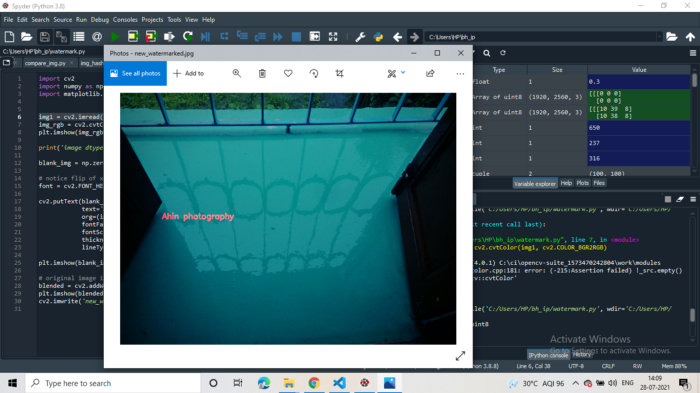 Spyder (Python 3.8)
File Edit Search Source Run Debug Consoles Projects Tools View Help
C:\Users\HP\bh_ip
C:\Users\HP\bh_ip\watermark.py
compare_img.py
Photos - new_watermarked.jpg
See all photos
Add to
1 import cv2
2 import numpy as np
3 import matplotlib.
4
5
6 img1 = cv2.imread(
7 img_rgb = cv2.cvtC
8 plt.imshow(img_rgb
9
10 print('image dtype
11
12 blank_img = np.zer
13
14 # notice flip of
15 font = cv2.FONT_HE
16
17 cv2.putText(blank_
18 text=
19 org=(
20 fontFa
21 fontSc
22 thickn
23 lineTy
24
25 plt.imshow(blank_i
26
27 # original image (
28 blended = cv2.addW
29 plt.imshow(blended
30 cv2.imwrite('new_w
31
Ahin photography
Type Size Value
float 1 0.3
Array of uint8 (1920, 2560, 3) [[[0 0 0]
[0 0 0]
Array of uint8 (1920, 2560, 3) [[[10 39 8]
[10 38 8]
int 1 650
int 1 237
int 1 316
tuple 2 (100, 100)
Variable explorer Help Plots Files
le('C:/Users/HP/bh_ip/watermark.py', wdir='C:/Users/HP/
t recent call last):
ers\HP\bh_ip\watermark.py", line 7, in <module>
cv2.cvtColor(img1, cv2.COLOR_BGR2RGB)
4.0.1) C:\ci\opencv-suite_1573470242804\work\modules
color.cpp:181: error: (-215:Assertion failed) !_src.empty()
v::cvtColor'
le('C:/Users/HP/bh_ip/watermark.py', wdir='C:/Users/HP/
uint8
Activate Windows
Go to Settings to activate Windows.
IPython console History
Line 6, Col 38 UTF-8 CRLF RW Mem 88%
Type here to search
30°C AQI 96 ENG
14:09
28-07-2021